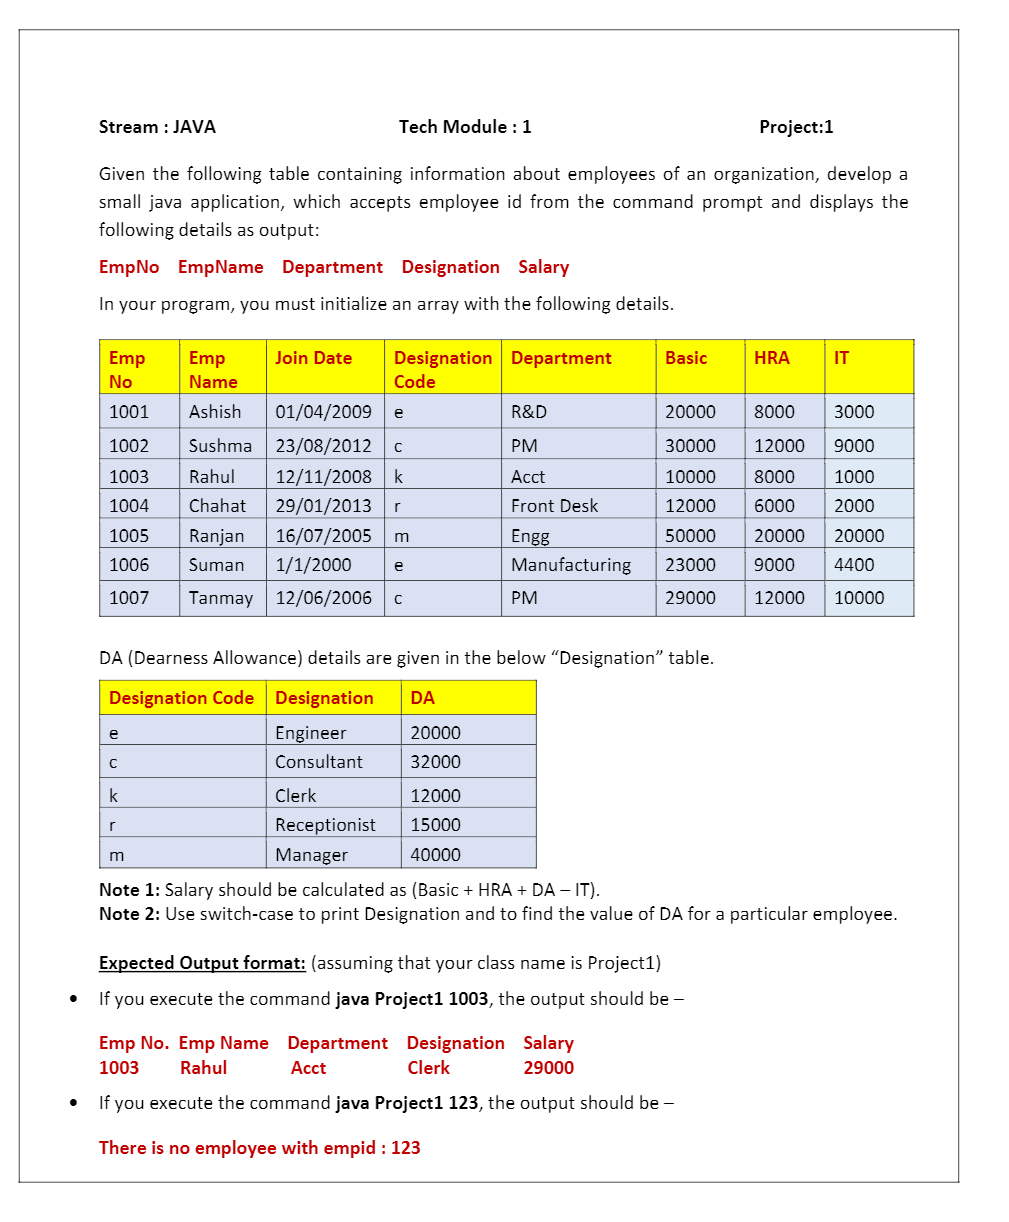 Stream : JAVA Tech Module : 1 Project:1
Given the following table containing information about employees of an organization, develop a
small java application, which accepts employee id from the command prompt and displays the
following details as output:
EmpNo EmpName Department Designation Salary
In your program, you must initialize an array with the following details.
Emp No Emp Name Join Date Designation Code Department Basic HRA IT
1001 Ashish 01/04/2009 e R&D 20000 8000 3000
1002 Sushma 23/08/2012 c PM 30000 12000 9000
1003 Rahul 12/11/2008 k Acct 10000 8000 1000
1004 Chahat 29/01/2013 r Front Desk 12000 6000 2000
1005 Ranjan 16/07/2005 m Engg 50000 20000 20000
1006 Suman 1/1/2000 e Manufacturing 23000 9000 4400
1007 Tanmay 12/06/2006 c PM 29000 12000 10000
DA (Dearness Allowance) details are given in the below “Designation” table.
Designation Code Designation DA
e Engineer 20000
c Consultant 32000
k Clerk 12000
r Receptionist 15000
m Manager 40000
Note 1: Salary should be calculated as (Basic + HRA + DA – IT).
Note 2: Use switch-case to print Designation and to find the value of DA for a particular employee.
Expected Output format: (assuming that your class name is Project1)
• If you execute the command java Project1 1003, the output should be –
Emp No. Emp Name Department Designation Salary
1003 Rahul Acct Clerk 29000
• If you execute the command java Project1 123, the output should be –
There is no employee with empid : 123